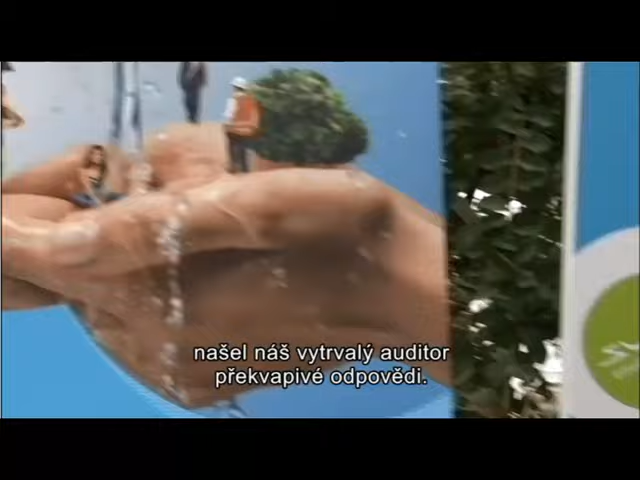 našel náš vytrvalý auditor
překvapivé odpovědi.